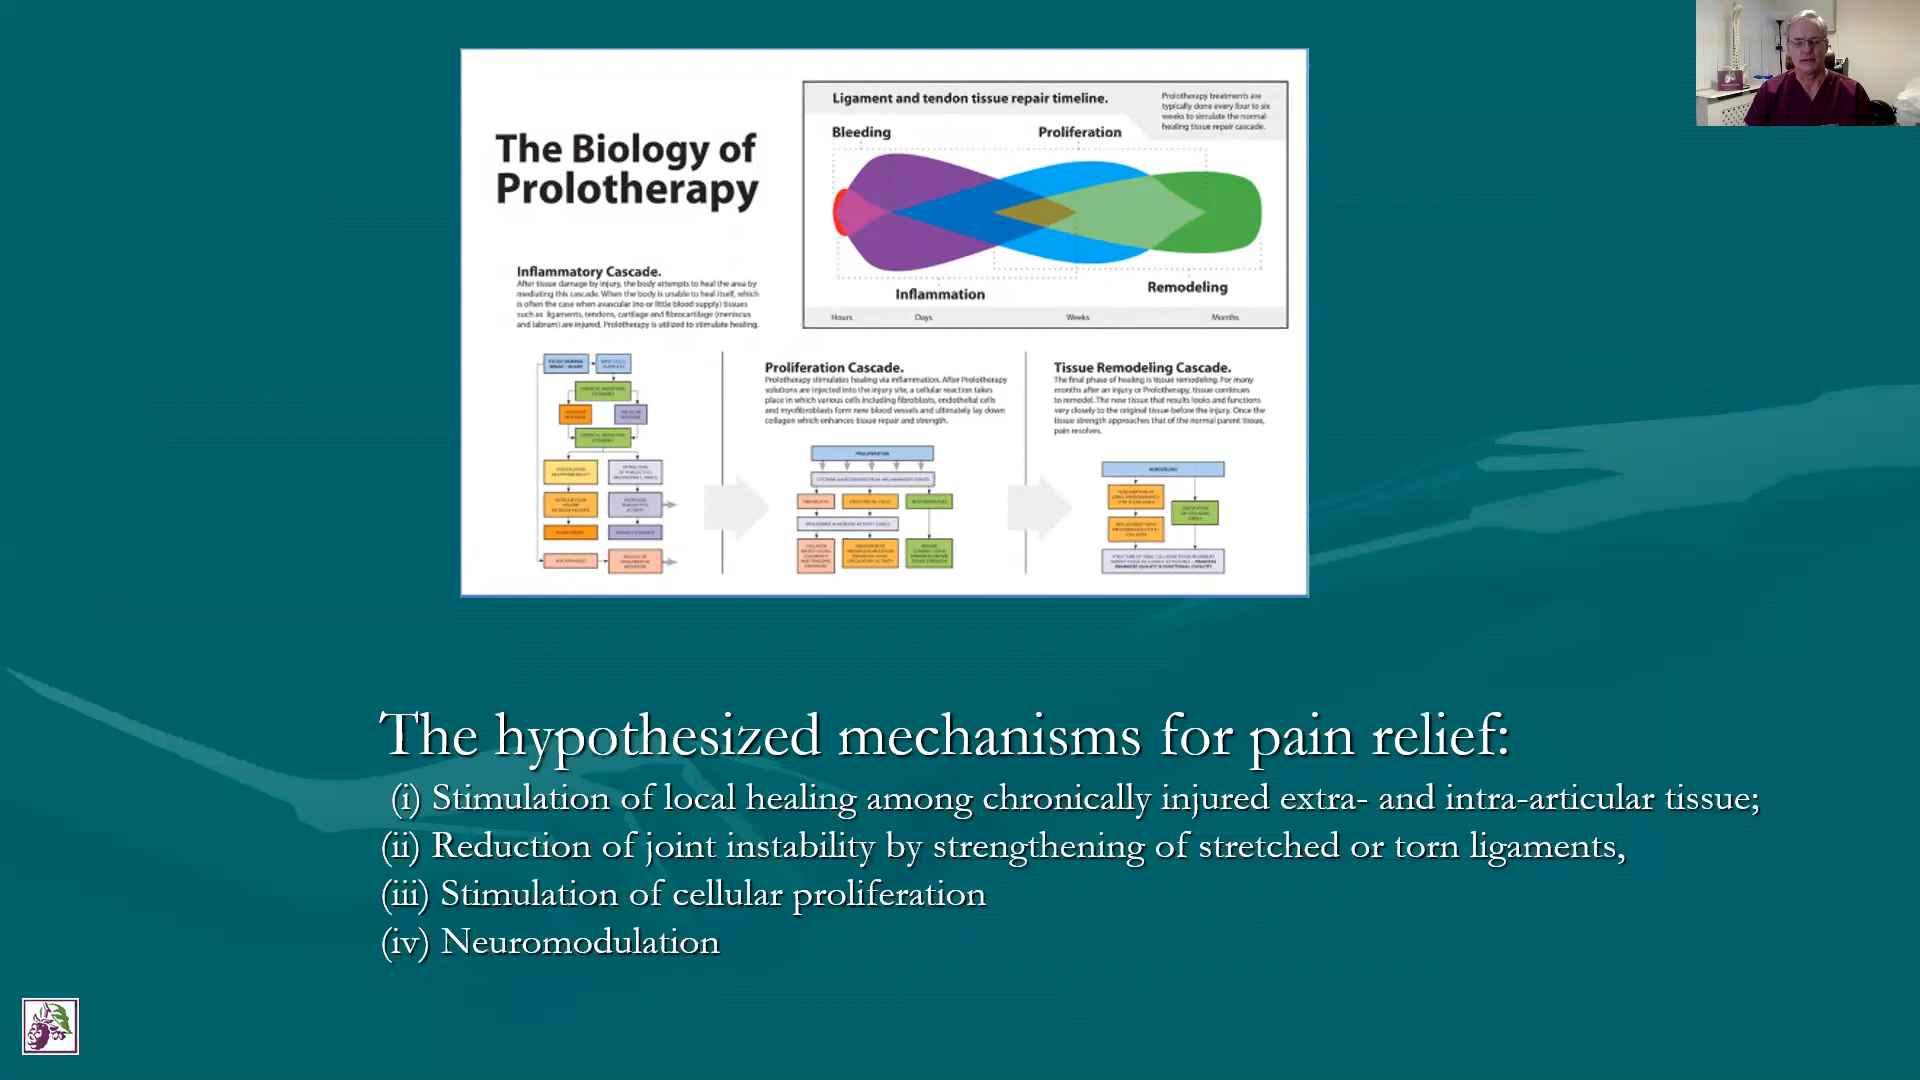 The Biology of
Prolotherapy
Ligament and tendon tissue repair timeline.
Prolotherapy treatments are
typically done every four to six
weeks to simulate the normal
healing tissue repair cascade.
Bleeding
Proliferation
Inflammation
Remodeling
Hours
Days
Weeks
Months
Inflammatory Cascade.
After tissue damage by injury, the body attempts to heal the area by
mediating this cascade. When the body is unable to heal itself, which
is often the case when avascular (no or little blood supply) tissues
such as ligaments, tendons, cartilage and fibrocartilage (meniscus
and labrum) are injured, Prolotherapy is utilized to stimulate healing.
Proliferation Cascade.
Prolotherapy stimulates healing via inflammation. After Prolotherapy
solutions are injected into the injury site, a cellular reaction takes
place in which various cells including fibroblasts, endothelial cells
and myofibroblasts form new blood vessels and ultimately lay down
collagen which enhances tissue repair and strength.
PROLIFERATION
Tissue Remodeling Cascade.
The final phase of healing is tissue remodeling. For many
months after an injury or Prolotherapy, tissue continues
to remodel. The new tissue that results looks and functions
very closely to the original tissue before the injury. Once the
tissue strength approaches that of the normal parent tissue,
pain resolves.
REMODELING
The hypothesized mechanisms for pain relief:
(i) Stimulation of local healing among chronically injured extra- and intra-articular tissue;
(ii) Reduction of joint instability by strengthening of stretched or torn ligaments,
(iii) Stimulation of cellular proliferation
(iv) Neuromodulation